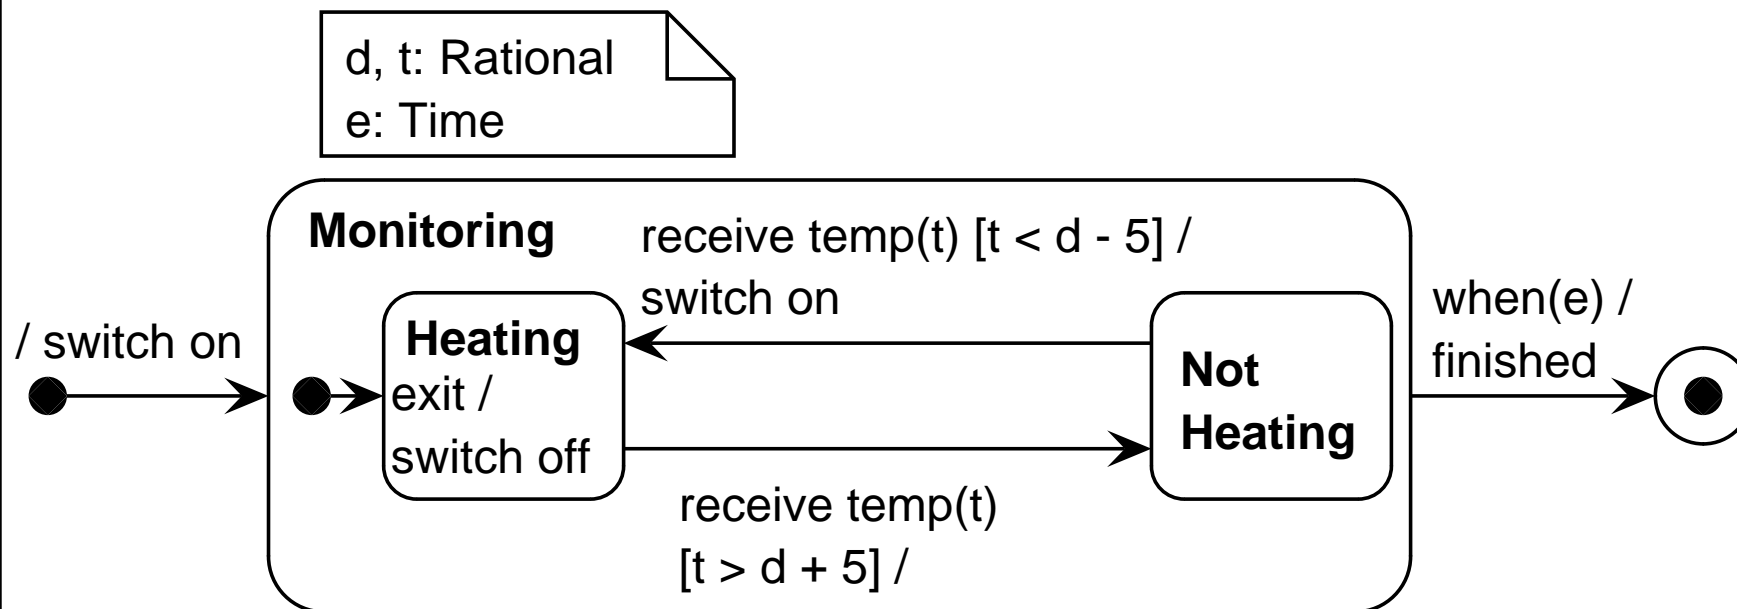 d, t: Rational
e: Time
Monitoring
receive temp(t) [t < d - 5] /
switch on
/ switch on
Heating
exit /
switch off
Not
Heating
receive temp(t)
[t > d + 5] /
when(e) /
finished